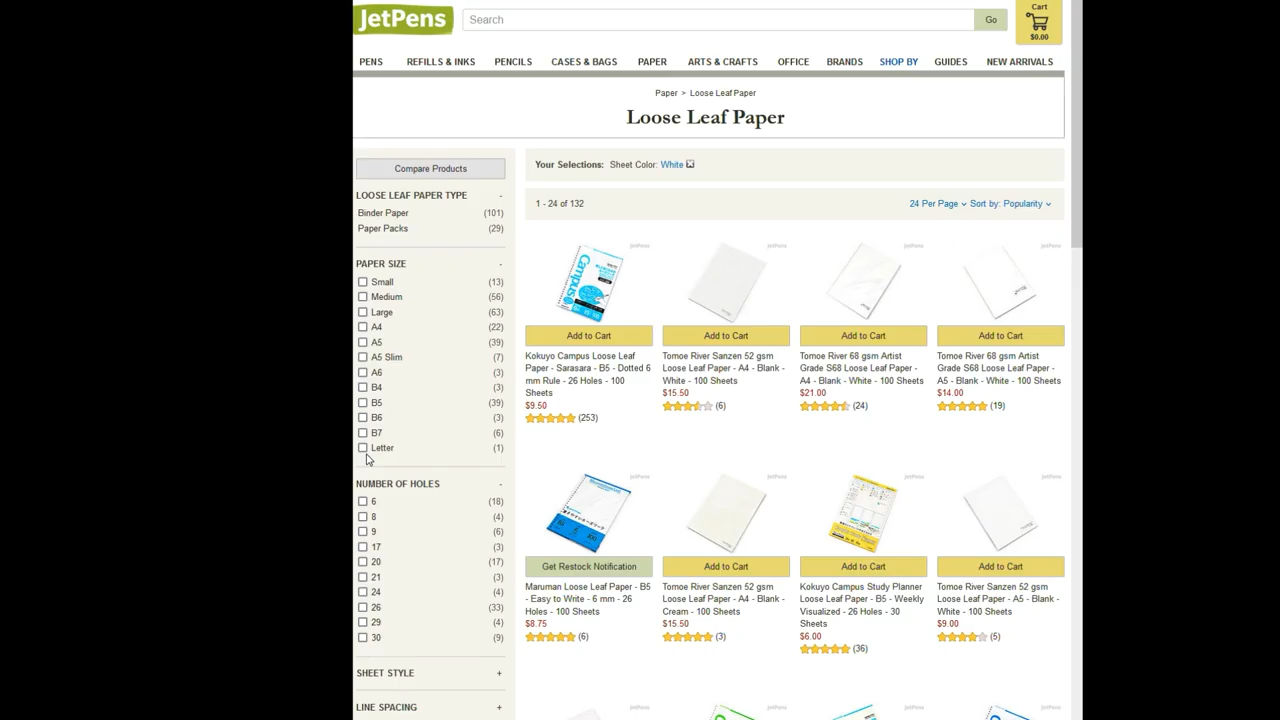 JetPens
Search
Go
Cart
$0.00
PENS REFILLS & INKS PENCILS CASES & BAGS PAPER ARTS & CRAFTS OFFICE BRANDS SHOP BY GUIDES NEW ARRIVALS
Paper > Loose Leaf Paper
Loose Leaf Paper
Compare Products
LOOSE LEAF PAPER TYPE -
Binder Paper (101)
Paper Packs (29)
PAPER SIZE -
Small (13)
Medium (56)
Large (63)
A4 (22)
A5 (39)
A5 Slim (7)
A6 (3)
B4 (3)
B5 (39)
B6 (3)
B7 (6)
Letter (1)
NUMBER OF HOLES -
6 (18)
8 (4)
9 (6)
17 (3)
20 (17)
21 (3)
24 (4)
26 (33)
29 (4)
30 (9)
SHEET STYLE +
LINE SPACING +
Your Selections: Sheet Color: White
1 - 24 of 132
24 Per Page Sort by: Popularity
JetPens
Campus
Add to Cart
Kokuyo Campus Loose Leaf
Paper - Sarasara - B5 - Dotted 6
mm Rule - 26 Holes - 100
Sheets
$9.50
(253)
JetPens
Add to Cart
Tomoe River Sanzen 52 gsm
Loose Leaf Paper - A4 - Blank -
White - 100 Sheets
$15.50
(6)
JetPens
Add to Cart
Tomoe River 68 gsm Artist
Grade S68 Loose Leaf Paper -
A4 - Blank - White - 100 Sheets
$21.00
(24)
JetPens
Add to Cart
Tomoe River 68 gsm Artist
Grade S68 Loose Leaf Paper -
A5 - Blank - White - 100 Sheets
$14.00
(19)
JetPens
Get Restock Notification
Maruman Loose Leaf Paper - B5
- Easy to Write - 6 mm - 26
Holes - 100 Sheets
$8.75
(6)
JetPens
Add to Cart
Tomoe River Sanzen 52 gsm
Loose Leaf Paper - A4 - Blank -
Cream - 100 Sheets
$15.50
(3)
JetPens
Add to Cart
Kokuyo Campus Study Planner
Loose Leaf Paper - B5 - Weekly
Visualized - 26 Holes - 30
Sheets
$6.00
(36)
JetPens
Add to Cart
Tomoe River Sanzen 52 gsm
Loose Leaf Paper - A5 - Blank -
White - 100 Sheets
$9.00
(5)
JetPens
JetPens
JetPens
JetPens